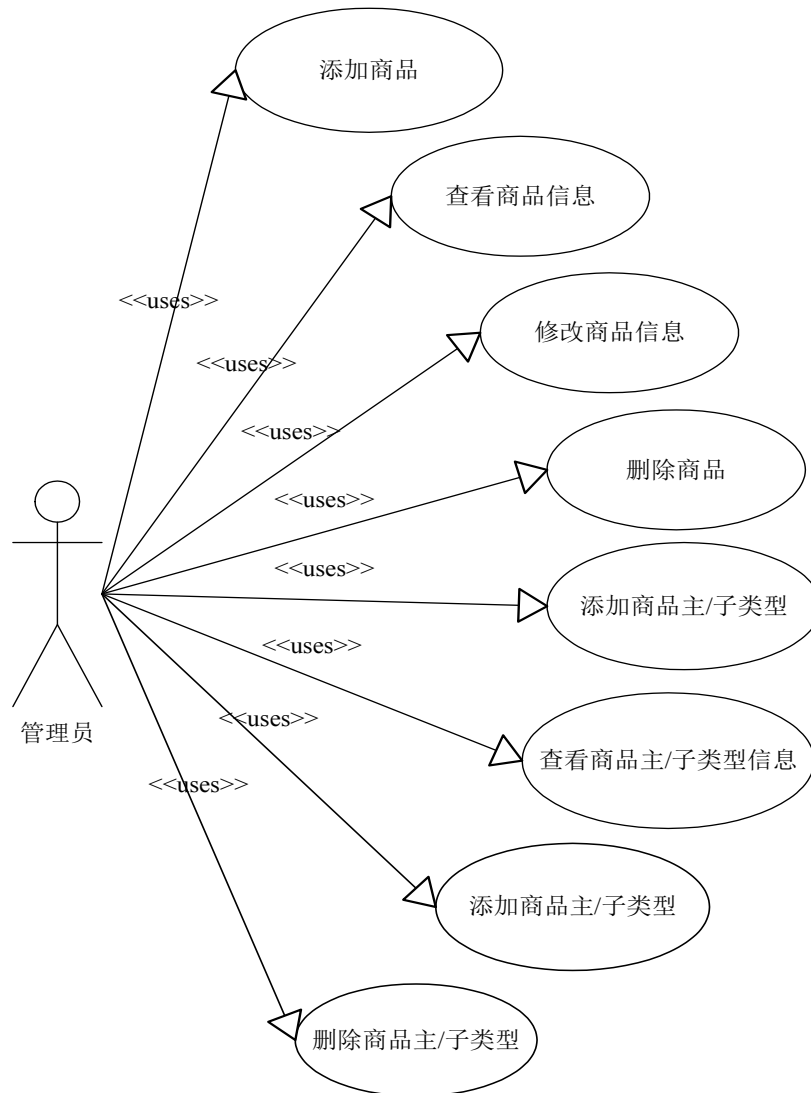 添加商品
查看商品信息
<<uses>>
修改商品信息
<<uses>>
<<uses>>
删除商品
<<uses>>
<<uses>>
添加商品主/子类型
<<uses>>
管理员
<<uses>>
查看商品主/子类型信息
<<uses>>
添加商品主/子类型
删除商品主/子类型